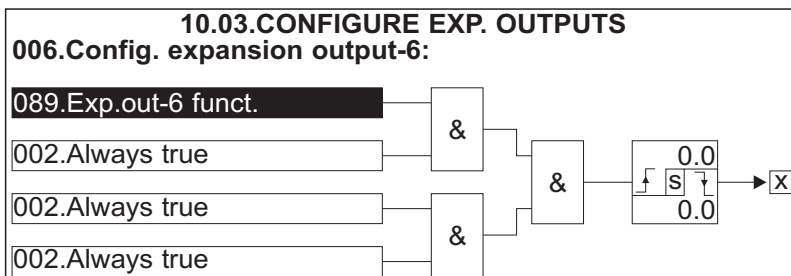 10.03.CONFIGURE EXP. OUTPUTS
006.Config. expansion output-6:
089.Exp.out-6 funct.
&
002.Always true
0.0
&
S
X
002.Always true
0.0
&
002.Always true